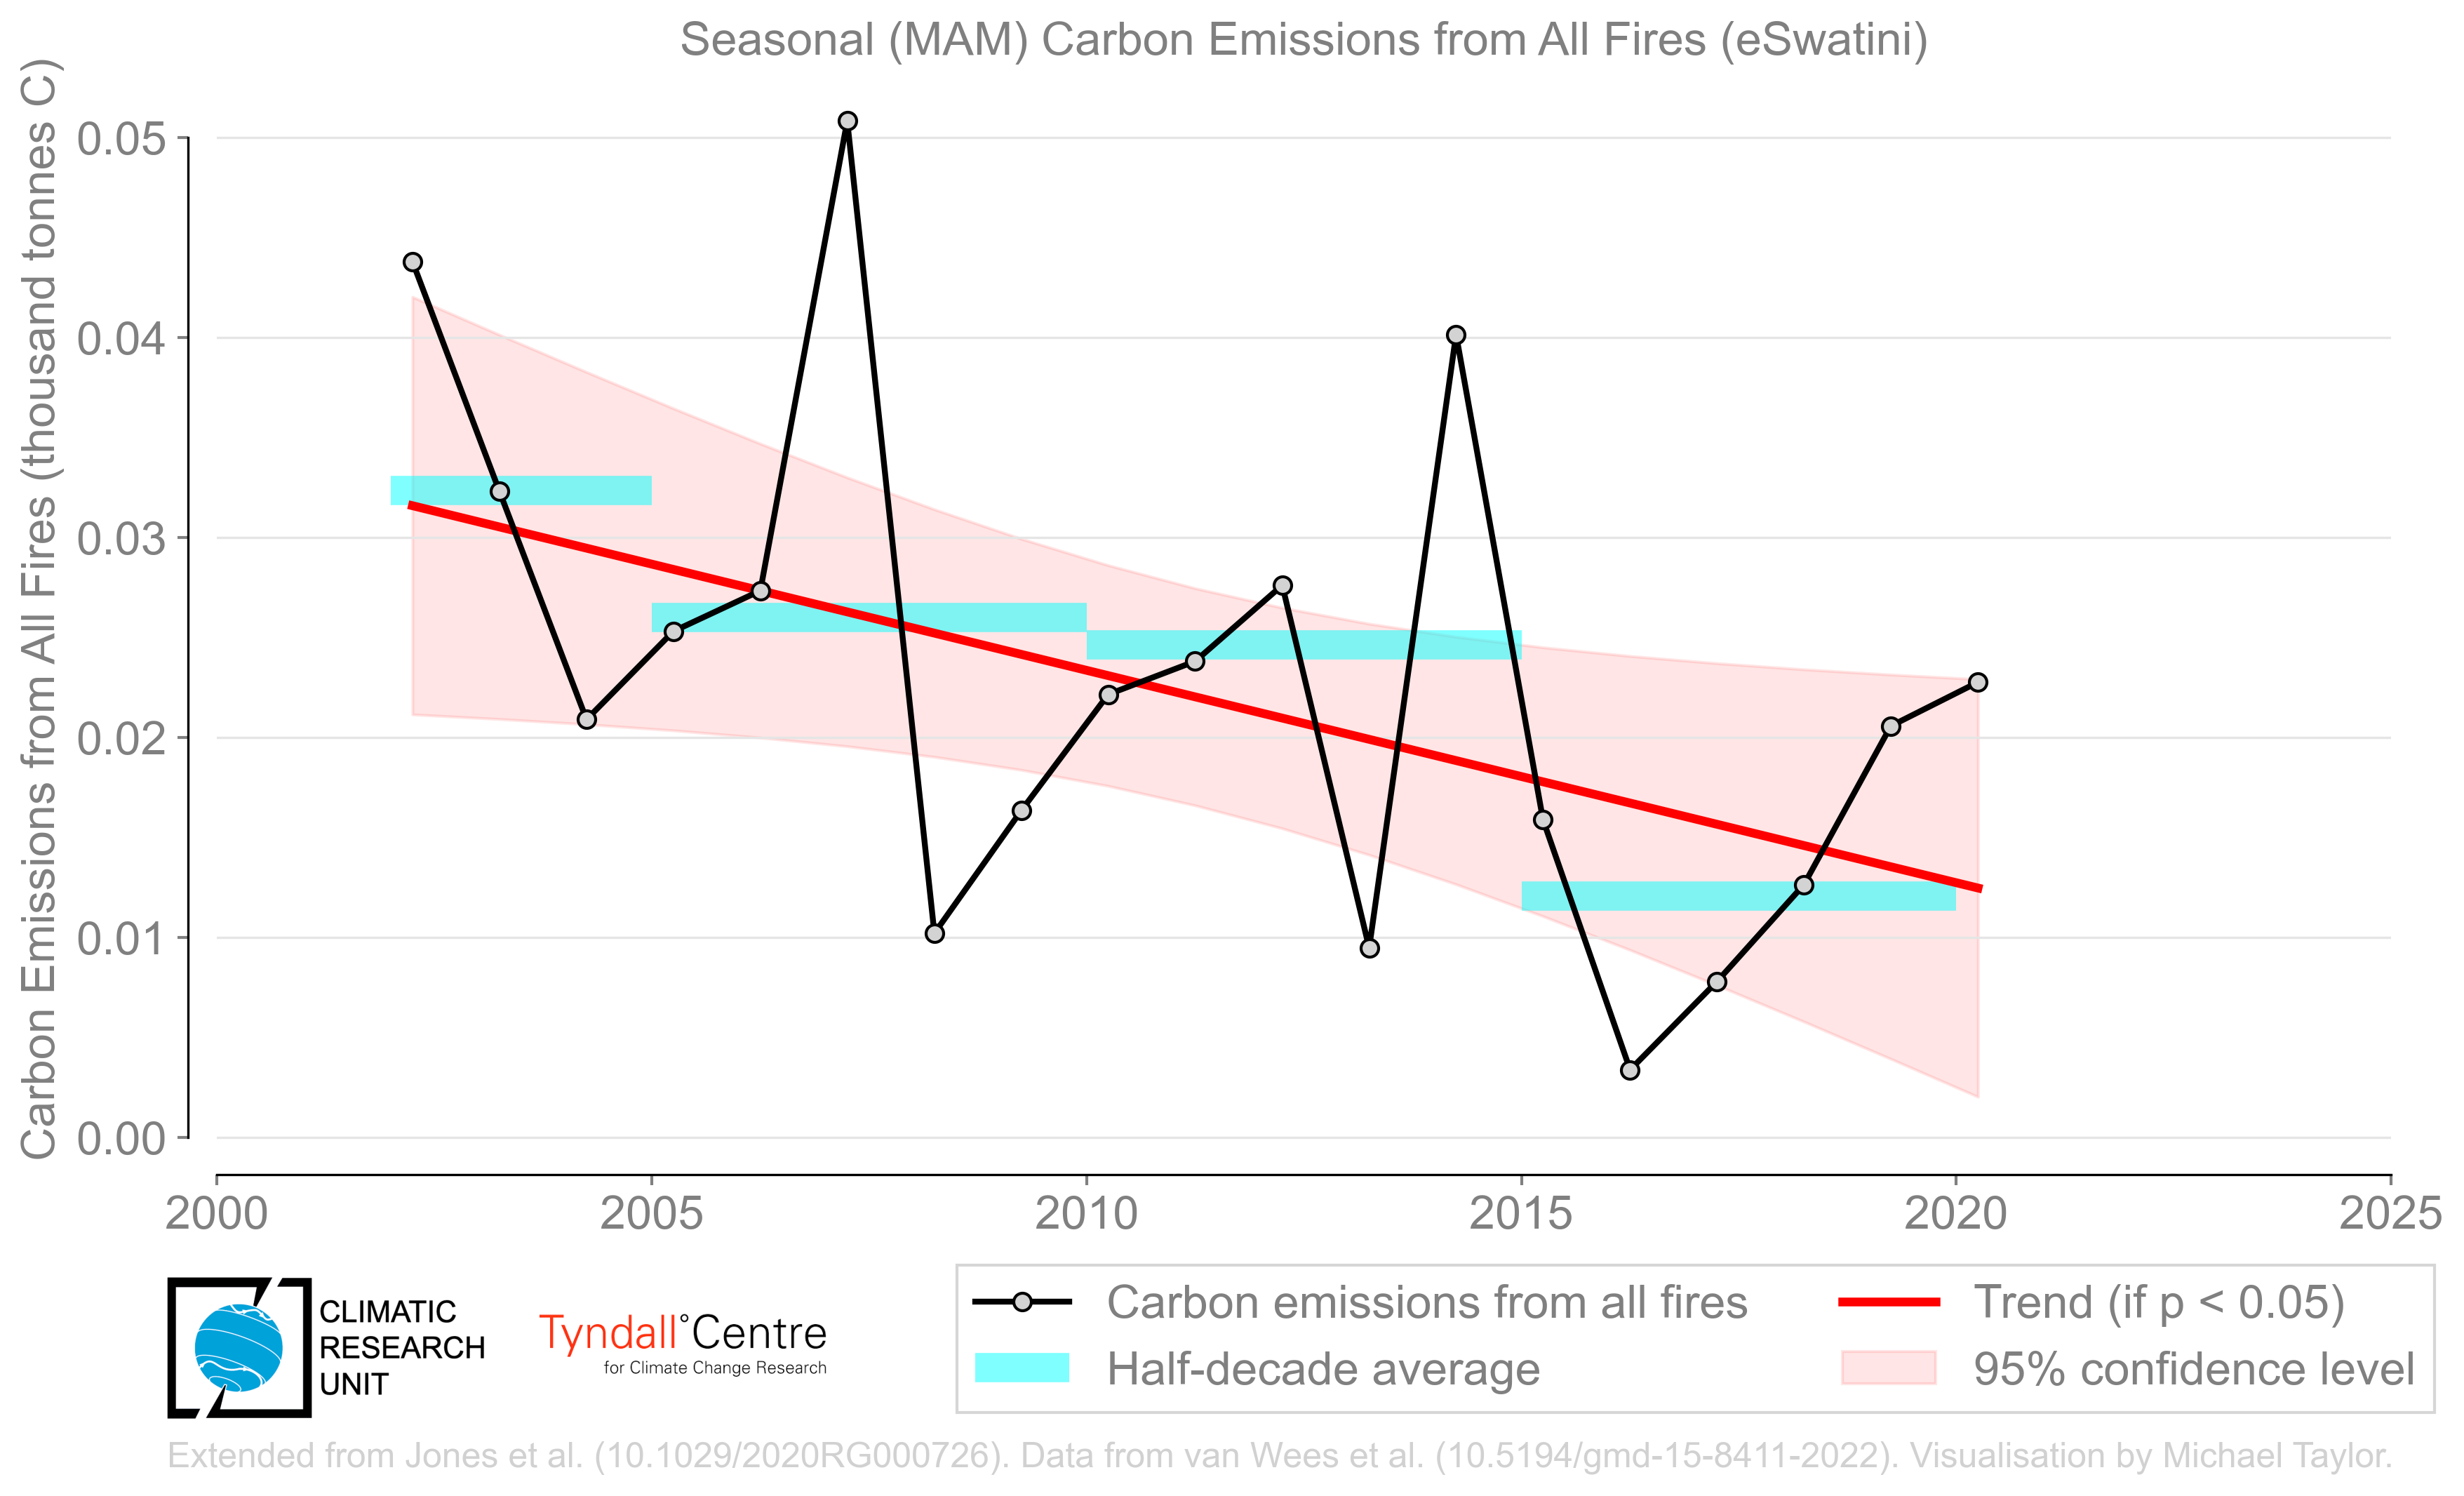 Seasonal (MAM) Carbon Emissions from All Fires (eSwatini)
Carbon Emissions from All Fires (thousand tonnes C)
0.05
0.04
0.03
0.02
0.01
0.00
2000
2005
2010
2015
2020
2025
CLIMATIC
RESEARCH
UNIT
Tyndall°Centre
for Climate Change Research
Carbon emissions from all fires
Half-decade average
Trend (if p < 0.05)
95% confidence level
Extended from Jones et al. (10.1029/2020RG000726). Data from van Wees et al. (10.5194/gmd-15-8411-2022). Visualisation by Michael Taylor.